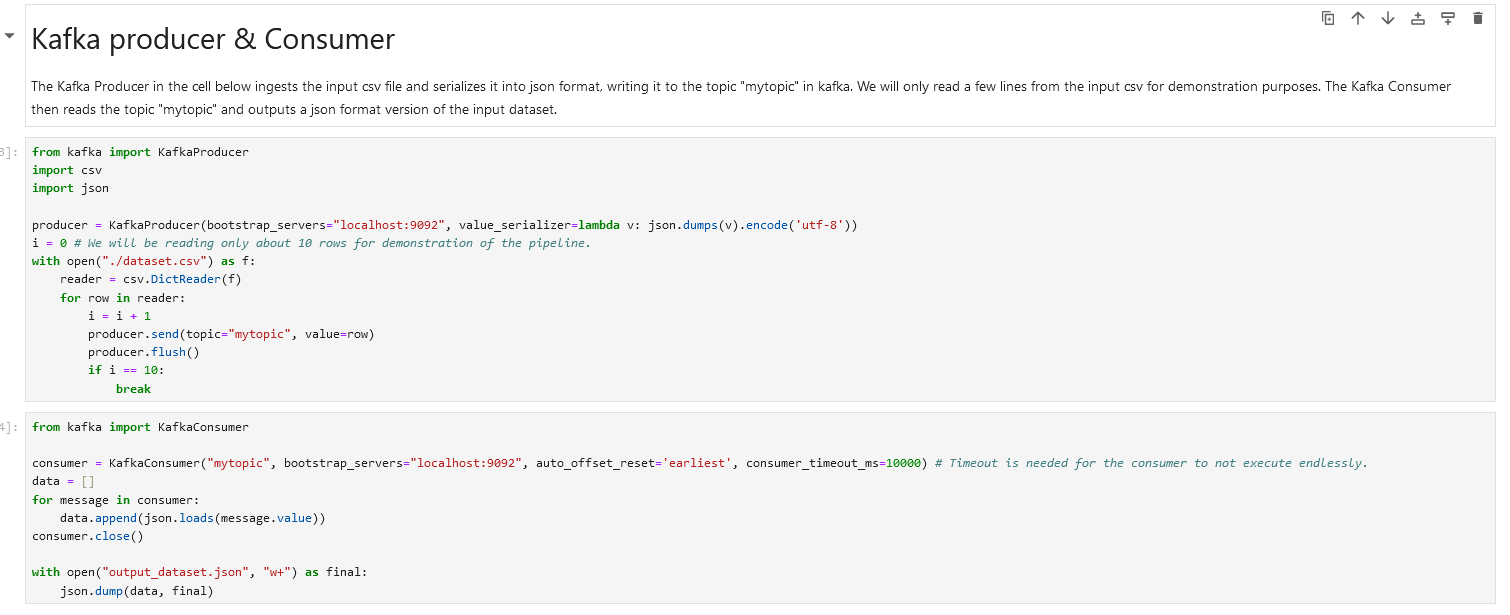 Kafka producer & Consumer
The Kafka Producer in the cell below ingests the input csv file and serializes it into json format, writing it to the topic "mytopic" in kafka. We will only read a few lines from the input csv for demonstration purposes. The Kafka Consumer
then reads the topic "mytopic" and outputs a json format version of the input dataset.
3]:
from kafka import KafkaProducer
import csv
import json

producer = KafkaProducer(bootstrap_servers="localhost:9092", value_serializer=lambda v: json.dumps(v).encode('utf-8'))
i = 0 # We will be reading only about 10 rows for demonstration of the pipeline.
with open("./dataset.csv") as f:
    reader = csv.DictReader(f)
    for row in reader:
        i = i + 1
        producer.send(topic="mytopic", value=row)
        producer.flush()
        if i == 10:
            break
4]:
from kafka import KafkaConsumer

consumer = KafkaConsumer("mytopic", bootstrap_servers="localhost:9092", auto_offset_reset='earliest', consumer_timeout_ms=10000) # Timeout is needed for the consumer to not execute endlessly.
data = []
for message in consumer:
    data.append(json.loads(message.value))
consumer.close()

with open("output_dataset.json", "w+") as final:
    json.dump(data, final)